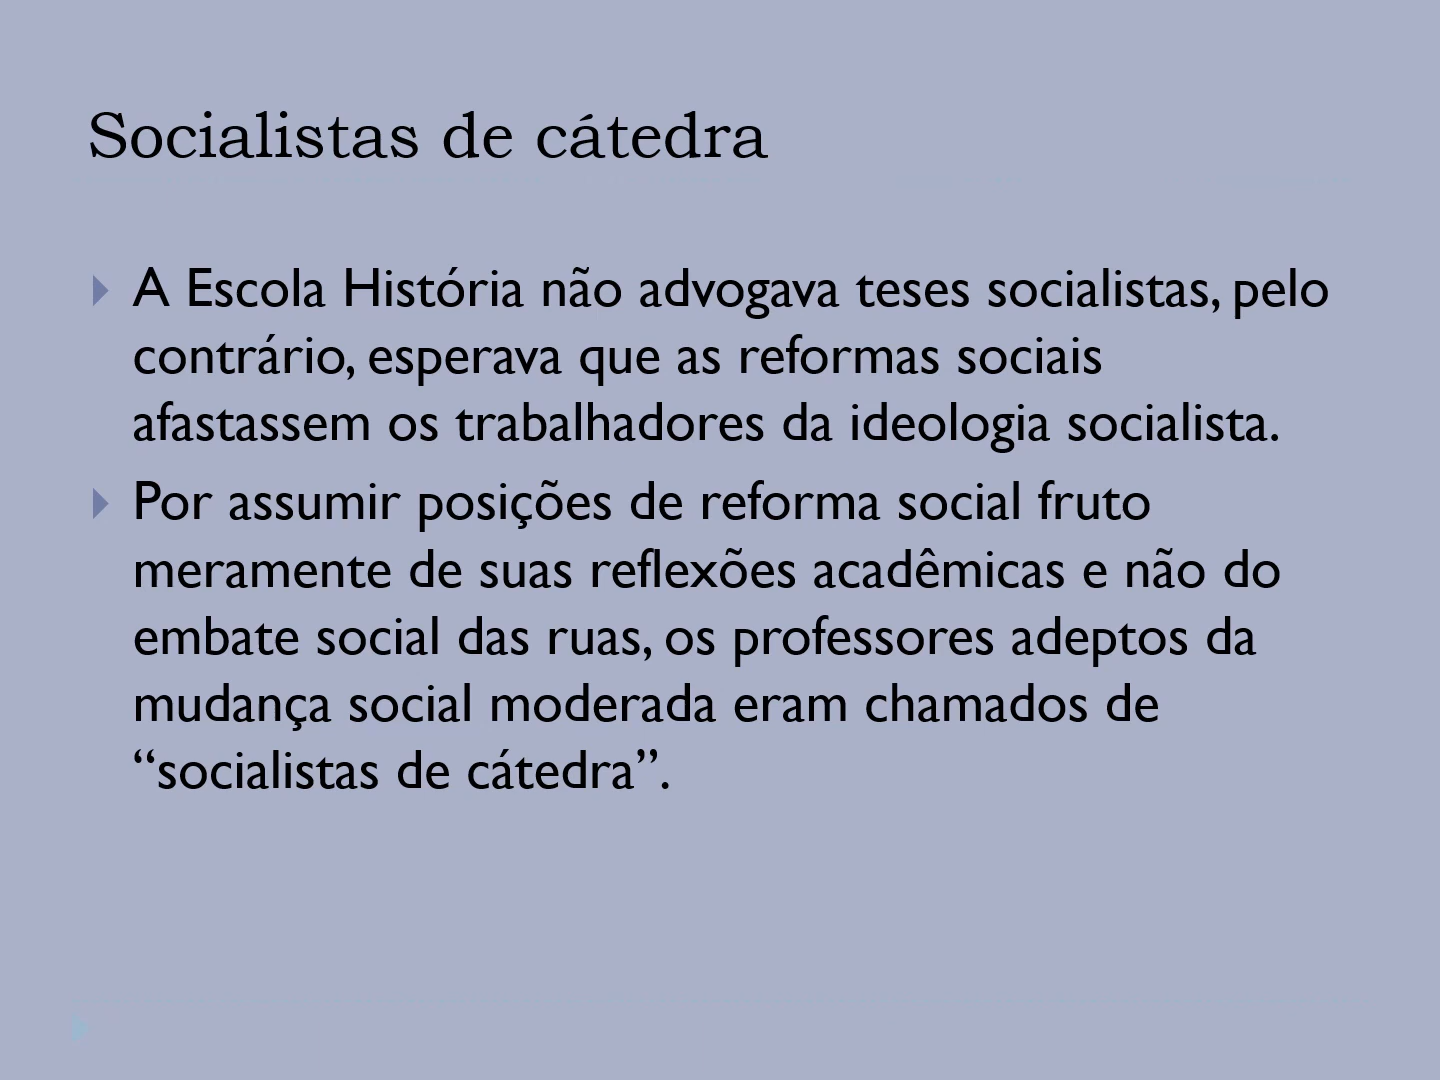 Socialistas de cátedra
A Escola História não advogava teses socialistas, pelo
contrário, esperava que as reformas sociais
afastassem os trabalhadores da ideologia socialista.
Por assumir posições de reforma social fruto
meramente de suas reflexões acadêmicas e não do
embate social das ruas, os professores adeptos da
mudança social moderada eram chamados de
“socialistas de cátedra”.